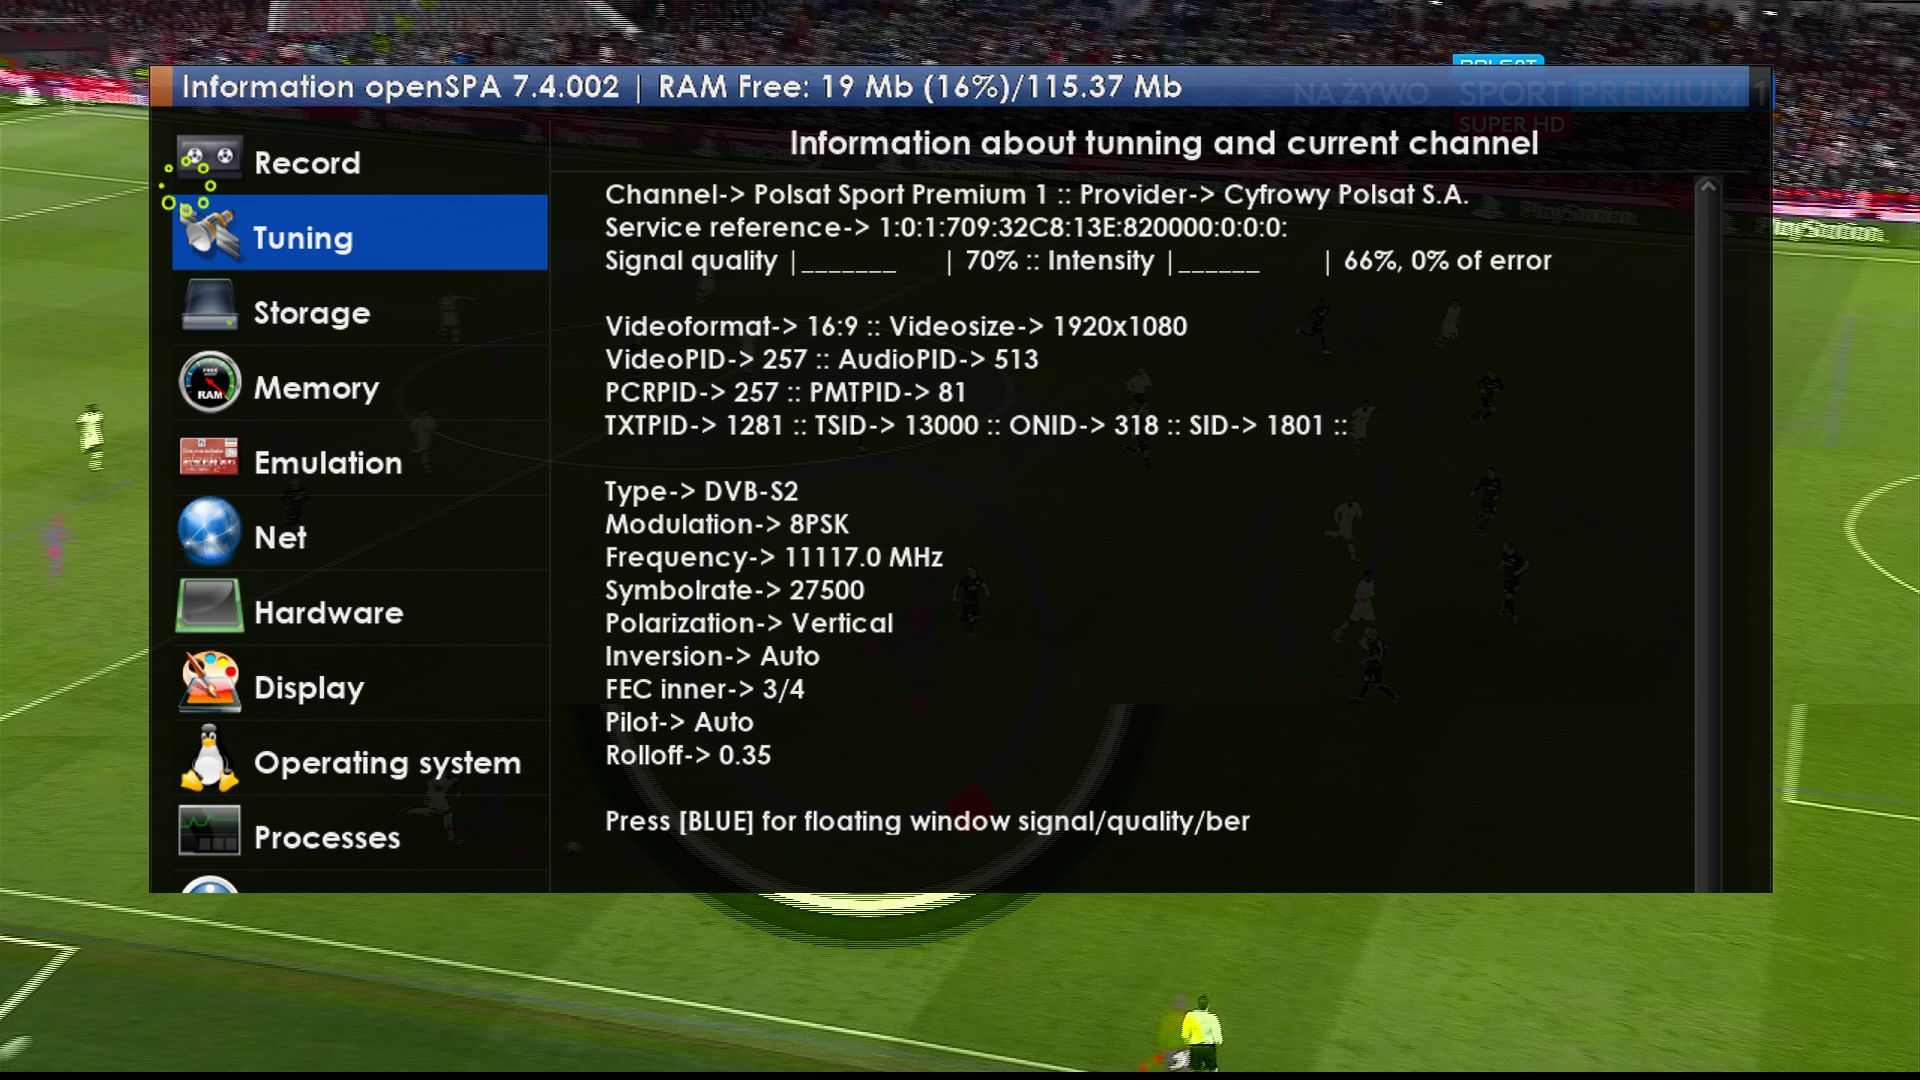 POLSAT
Information openSPA 7.4.002 | RAM Free: 19 Mb (16%)/115.37 Mb
NA ŻYWO SPORT PREMIUM 1
SUPER HD
Information about tunning and current channel
Record
Tuning
Storage
Memory
FREE
RAM
Emulation
Net
Hardware
Display
Operating system
Processes
Channel-> Polsat Sport Premium 1 :: Provider-> Cyfrowy Polsat S.A.
Service reference-> 1:0:1:709:32C8:13E:820000:0:0:0:
Signal quality |_______ | 70% :: Intensity |______ | 66%, 0% of error
Videoformat-> 16:9 :: Videosize-> 1920x1080
VideoPID-> 257 :: AudioPID-> 513
PCRPID-> 257 :: PMTPID-> 81
TXTPID-> 1281 :: TSID-> 13000 :: ONID-> 318 :: SID-> 1801 ::
Type-> DVB-S2
Modulation-> 8PSK
Frequency-> 11117.0 MHz
Symbolrate-> 27500
Polarization-> Vertical
Inversion-> Auto
FEC inner-> 3/4
Pilot-> Auto
Rolloff-> 0.35
Press [BLUE] for floating window signal/quality/ber
PlayStation
PlayStation